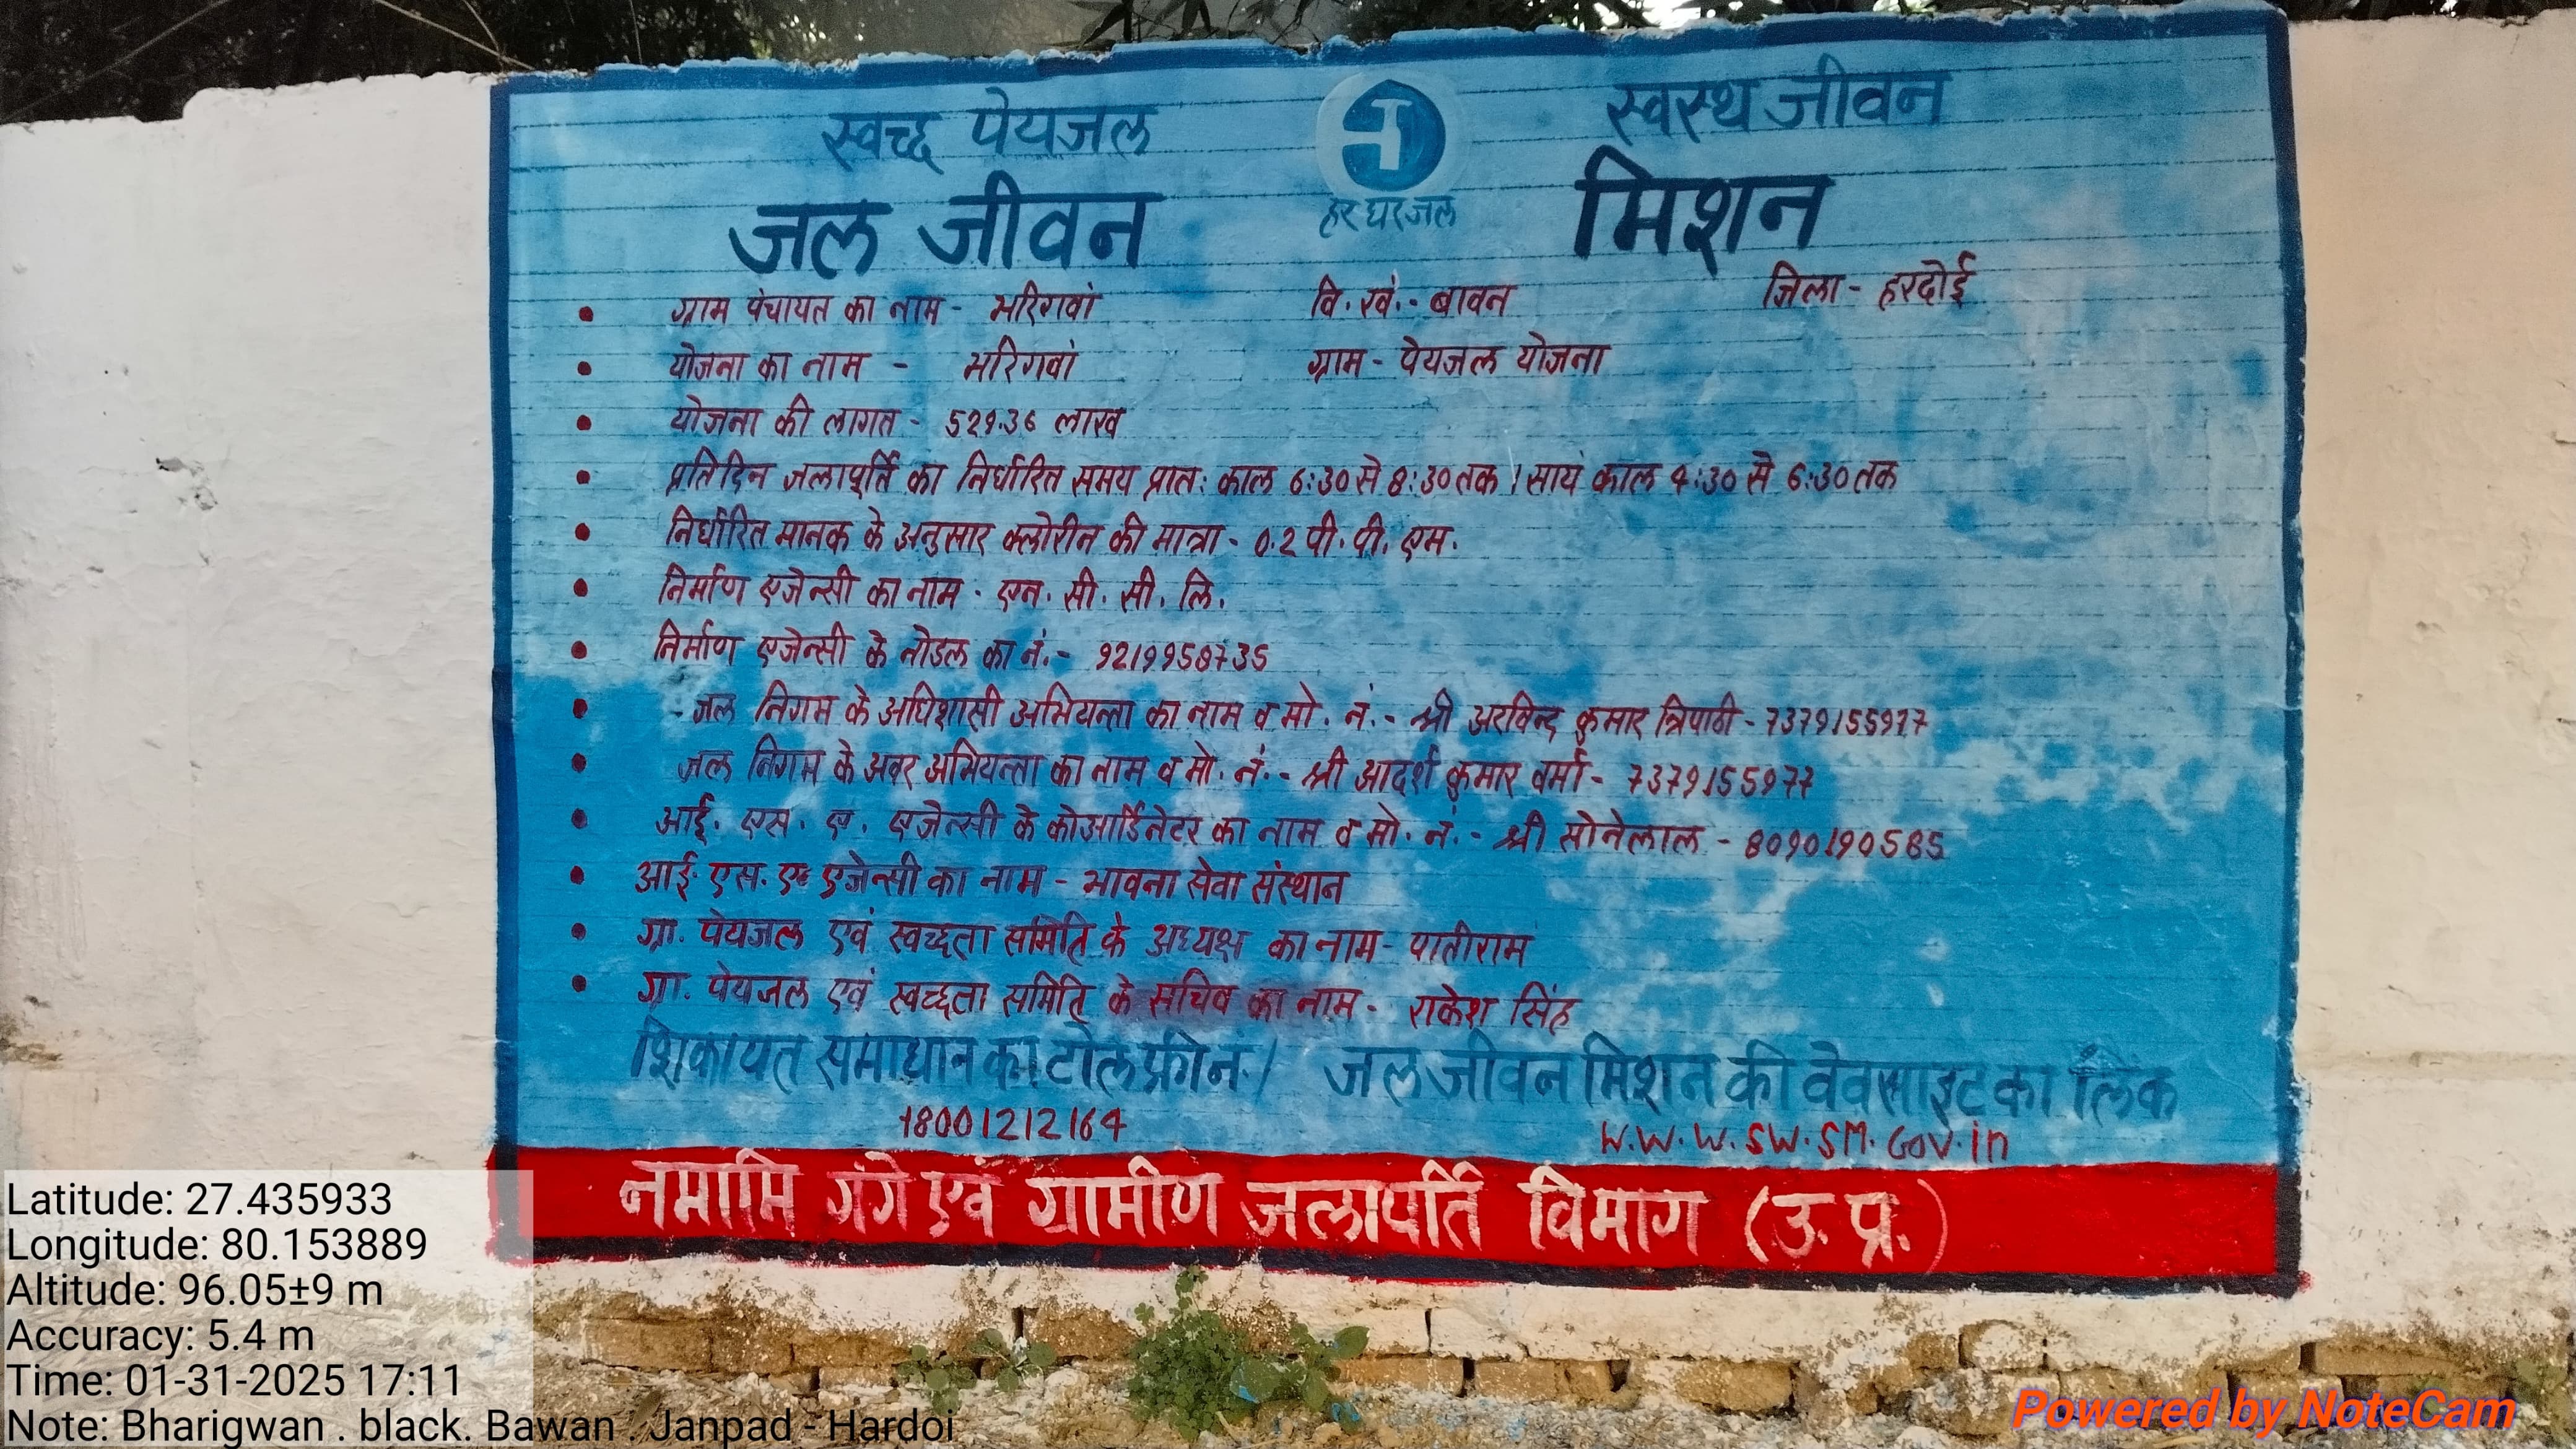 स्वच्छ पेयजल स्वस्थ जीवन
जल जीवन मिशन
हर घर जल
• ग्राम पंचायत का नाम - भरिगवां वि. खं. - बावन जिला - हरदोई
• योजना का नाम - भरिगवां ग्राम - पेयजल योजना
• योजना की लागत - 529.36 लाख
• प्रतिदिन जलापूर्ति का निर्धारित समय प्रात: काल 6:30 से 8:30 तक / सायं काल 4:30 से 6:30 तक
• निर्धारित मानक के अनुसार क्लोरीन की मात्रा - 0.2 पी. पी. एम.
• निर्माण एजेन्सी का नाम - एन. सी. सी. लि.
• निर्माण एजेन्सी के नोडल का नं. - 9219958735
• जल निगम के अधिशासी अभियन्ता का नाम व मो. नं. - श्री अरविन्द कुमार त्रिपाठी - 7379155977
• जल निगम के अवर अभियन्ता का नाम व मो. नं. - श्री आदर्श कुमार वर्मा - 7379155977
• आई. एस. ए. एजेन्सी के कोआर्डिनेटर का नाम व मो. नं. - श्री सोनेलाल - 8090190585
• आई. एस. ए. एजेन्सी का नाम - भावना सेवा संस्थान
• ग्रा. पेयजल एवं स्वच्छता समिति के अध्यक्ष का नाम - पातीराम
• ग्रा. पेयजल एवं स्वच्छता समिति के सचिव का नाम - राकेश सिंह
शिकायत समाधान का टोल फ्री नं. / जल जीवन मिशन की वेवसाइट का लिंक
18001212164 W.W.W.SW.SM.GOV.in
नमामि गंगे एवं ग्रामीण जलापर्ति विभाग (उ. प्र.)
Latitude: 27.435933
Longitude: 80.153889
Altitude: 96.05±9 m
Accuracy: 5.4 m
Time: 01-31-2025 17:11
Note: Bharigwan . black. Bawan . Janpad - Hardoi
Powered by NoteCam